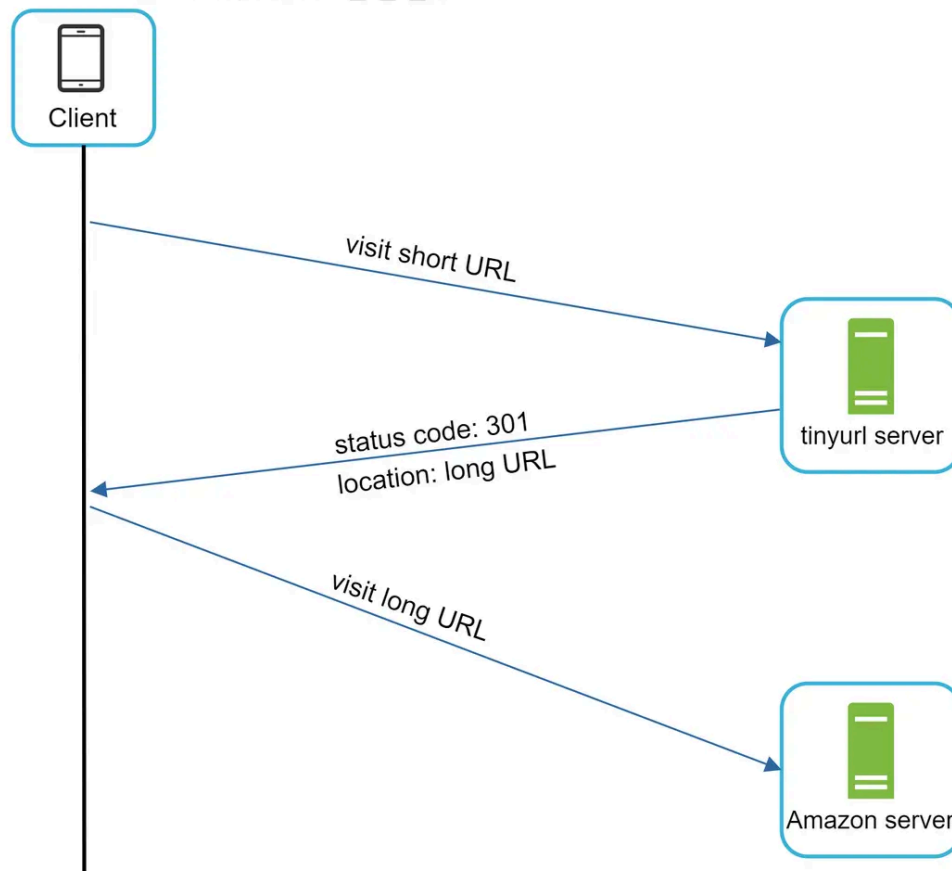 Client
visit short URL
tinyurl server
status code: 301
location: long URL
visit long URL
Amazon server